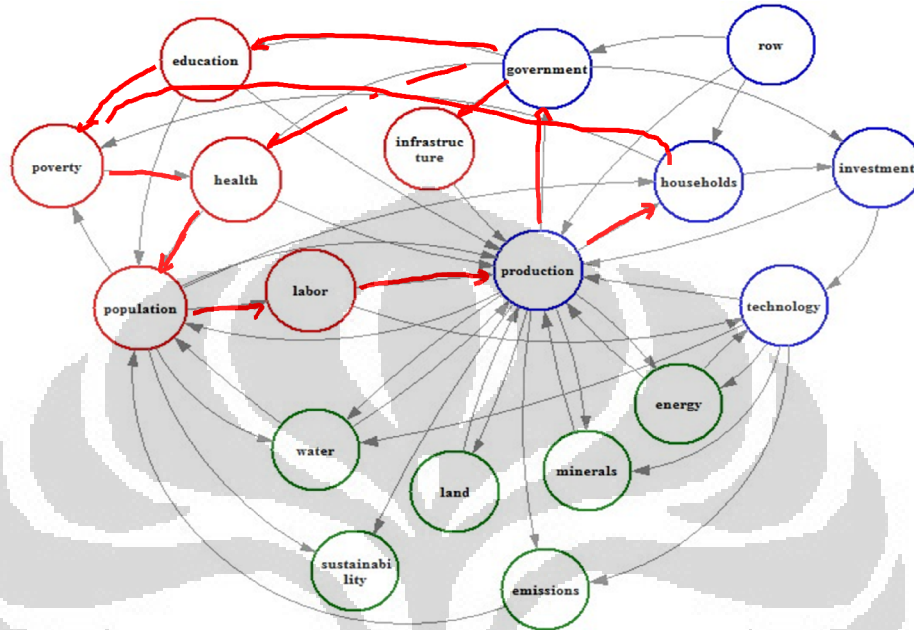 education
government
row
poverty
health
infrastruc
ture
households
investment
population
labor
production
technology
water
land
minerals
energy
sustainabi
lity
emissions